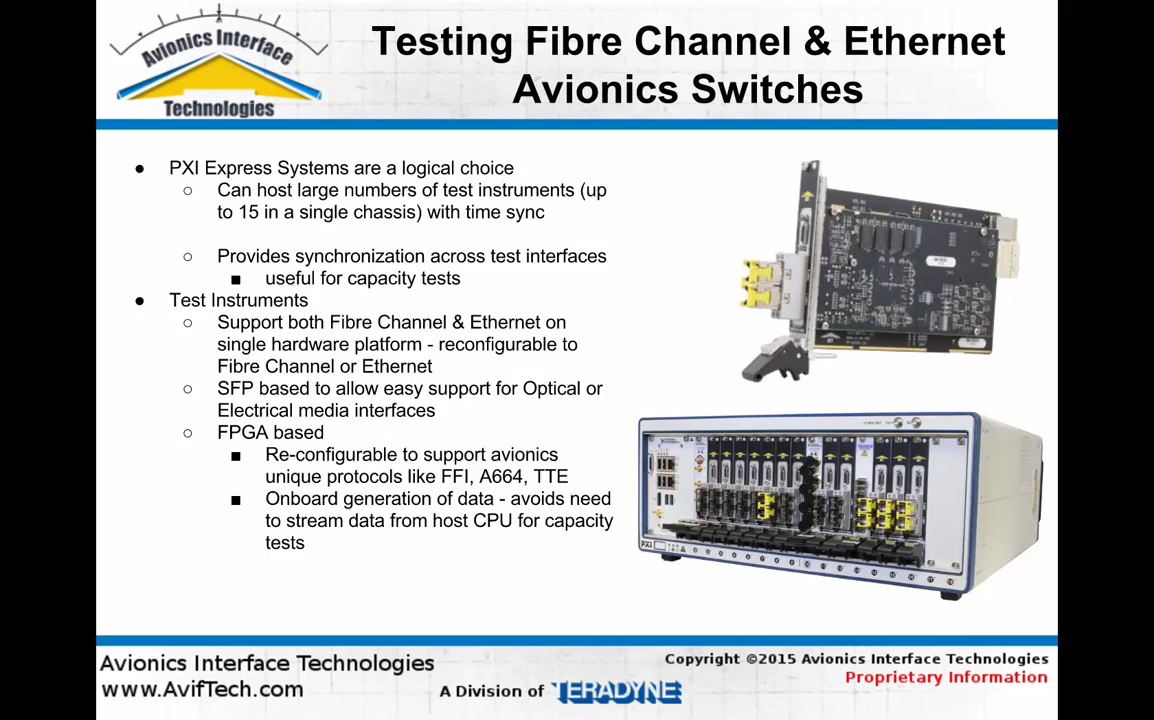 Avionics Interface
Technologies
Testing Fibre Channel & Ethernet
Avionics Switches
● PXI Express Systems are a logical choice
○ Can host large numbers of test instruments (up
to 15 in a single chassis) with time sync
○ Provides synchronization across test interfaces
■ useful for capacity tests
● Test Instruments
○ Support both Fibre Channel & Ethernet on
single hardware platform - reconfigurable to
Fibre Channel or Ethernet
○ SFP based to allow easy support for Optical or
Electrical media interfaces
○ FPGA based
■ Re-configurable to support avionics
unique protocols like FFI, A664, TTE
■ Onboard generation of data - avoids need
to stream data from host CPU for capacity
tests
PXI
Avionics Interface Technologies
www.AvifTech.com
A Division of TERADYNE
Copyright ©2015 Avionics Interface Technologies
Proprietary Information